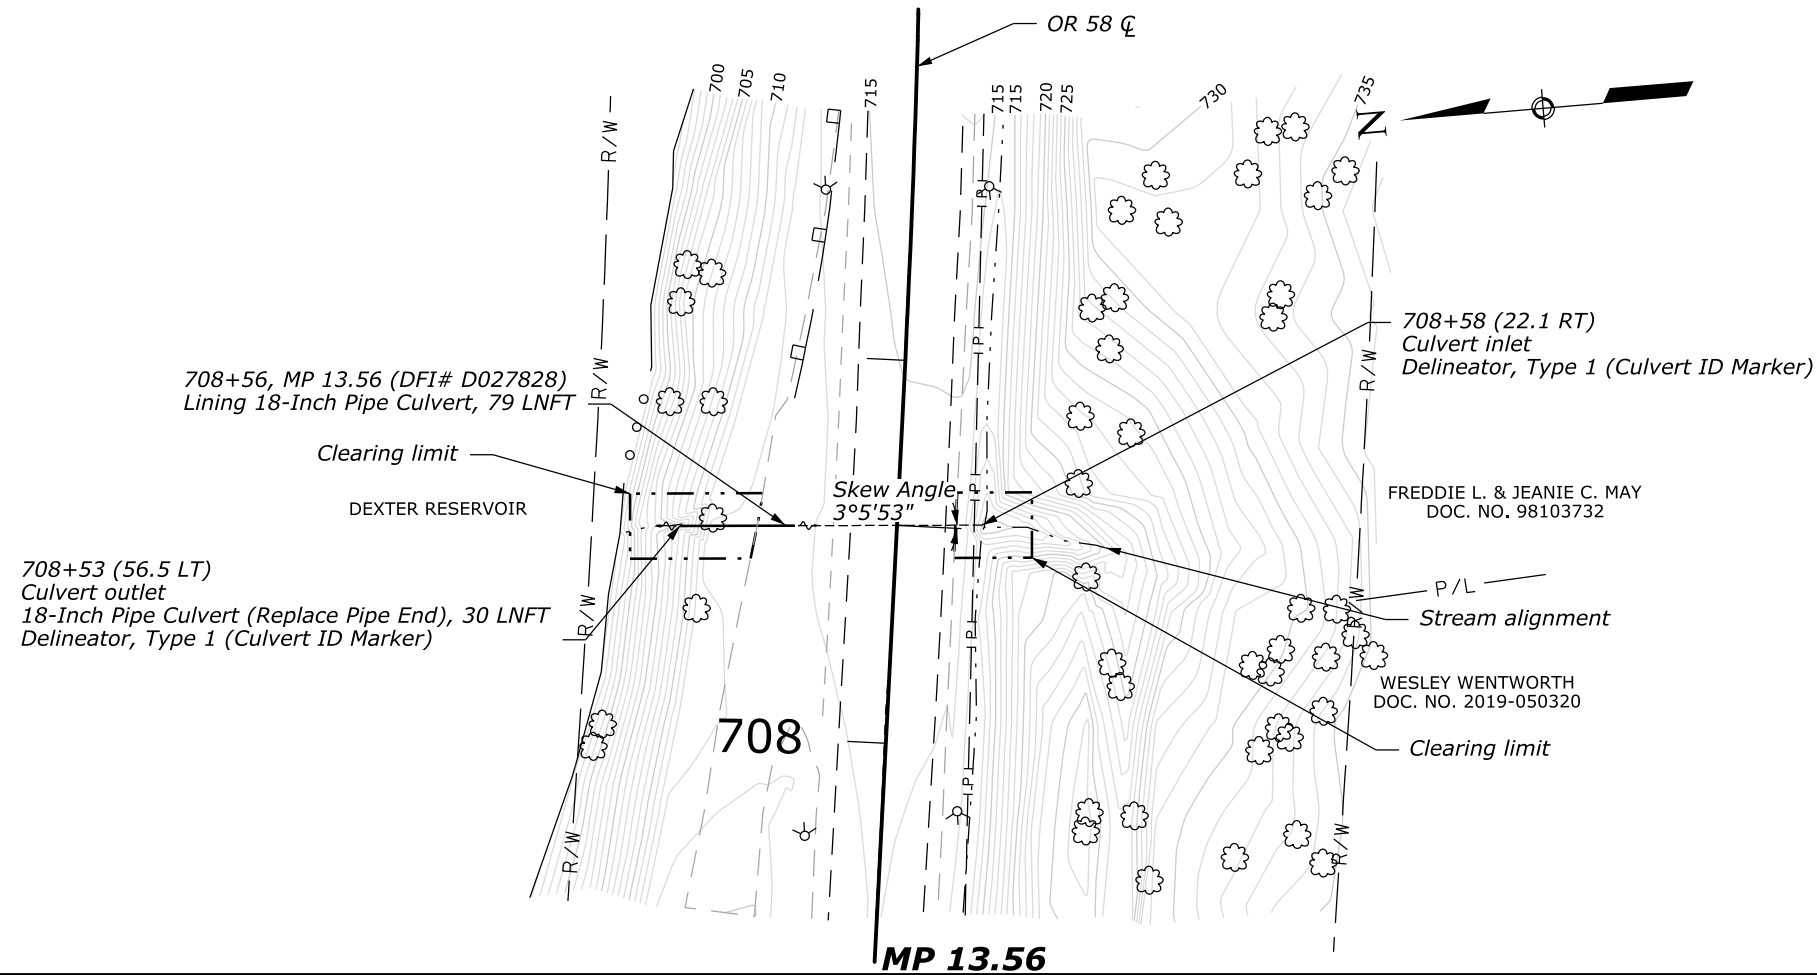 OR 58 ℄
700
705
710
715
715
715
720
725
730
735
N
R/W
R/W
R/W
R/W
R/W
R/W
R/W
R/W
P
P
P
P
P
708+58 (22.1 RT)
Culvert inlet
Delineator, Type 1 (Culvert ID Marker)
708+56, MP 13.56 (DFI# D027828)
Lining 18-Inch Pipe Culvert, 79 LNFT
Clearing limit
DEXTER RESERVOIR
Skew Angle
3°5'53"
FREDDIE L. & JEANIE C. MAY
DOC. NO. 98103732
708+53 (56.5 LT)
Culvert outlet
18-Inch Pipe Culvert (Replace Pipe End), 30 LNFT
Delineator, Type 1 (Culvert ID Marker)
P/L
Stream alignment
WESLEY WENTWORTH
DOC. NO. 2019-050320
708
Clearing limit
MP 13.56